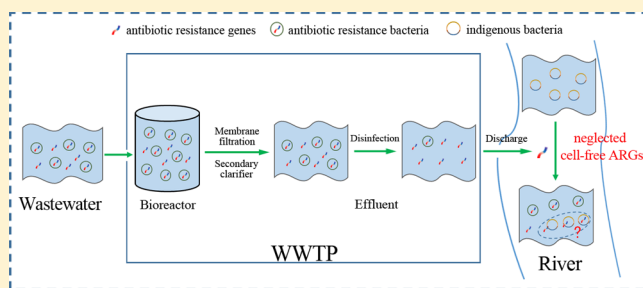 antibiotic resistance genes
antibiotic resistance bacteria
indigenous bacteria
Wastewater
Bioreactor
Membrane
filtration
Secondary
clarifier
Disinfection
Effluent
WWTP
Discharge
neglected
cell-free ARGs
?
River